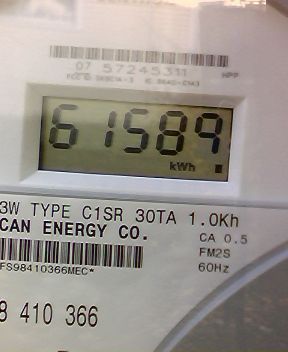 07 57245311 HPP
61589
kWh
3W TYPE C1SR 30TA 1.0Kh
CAN ENERGY CO. CA 0.5
FM2S
FS98410366MEC* 60Hz
8 410 366